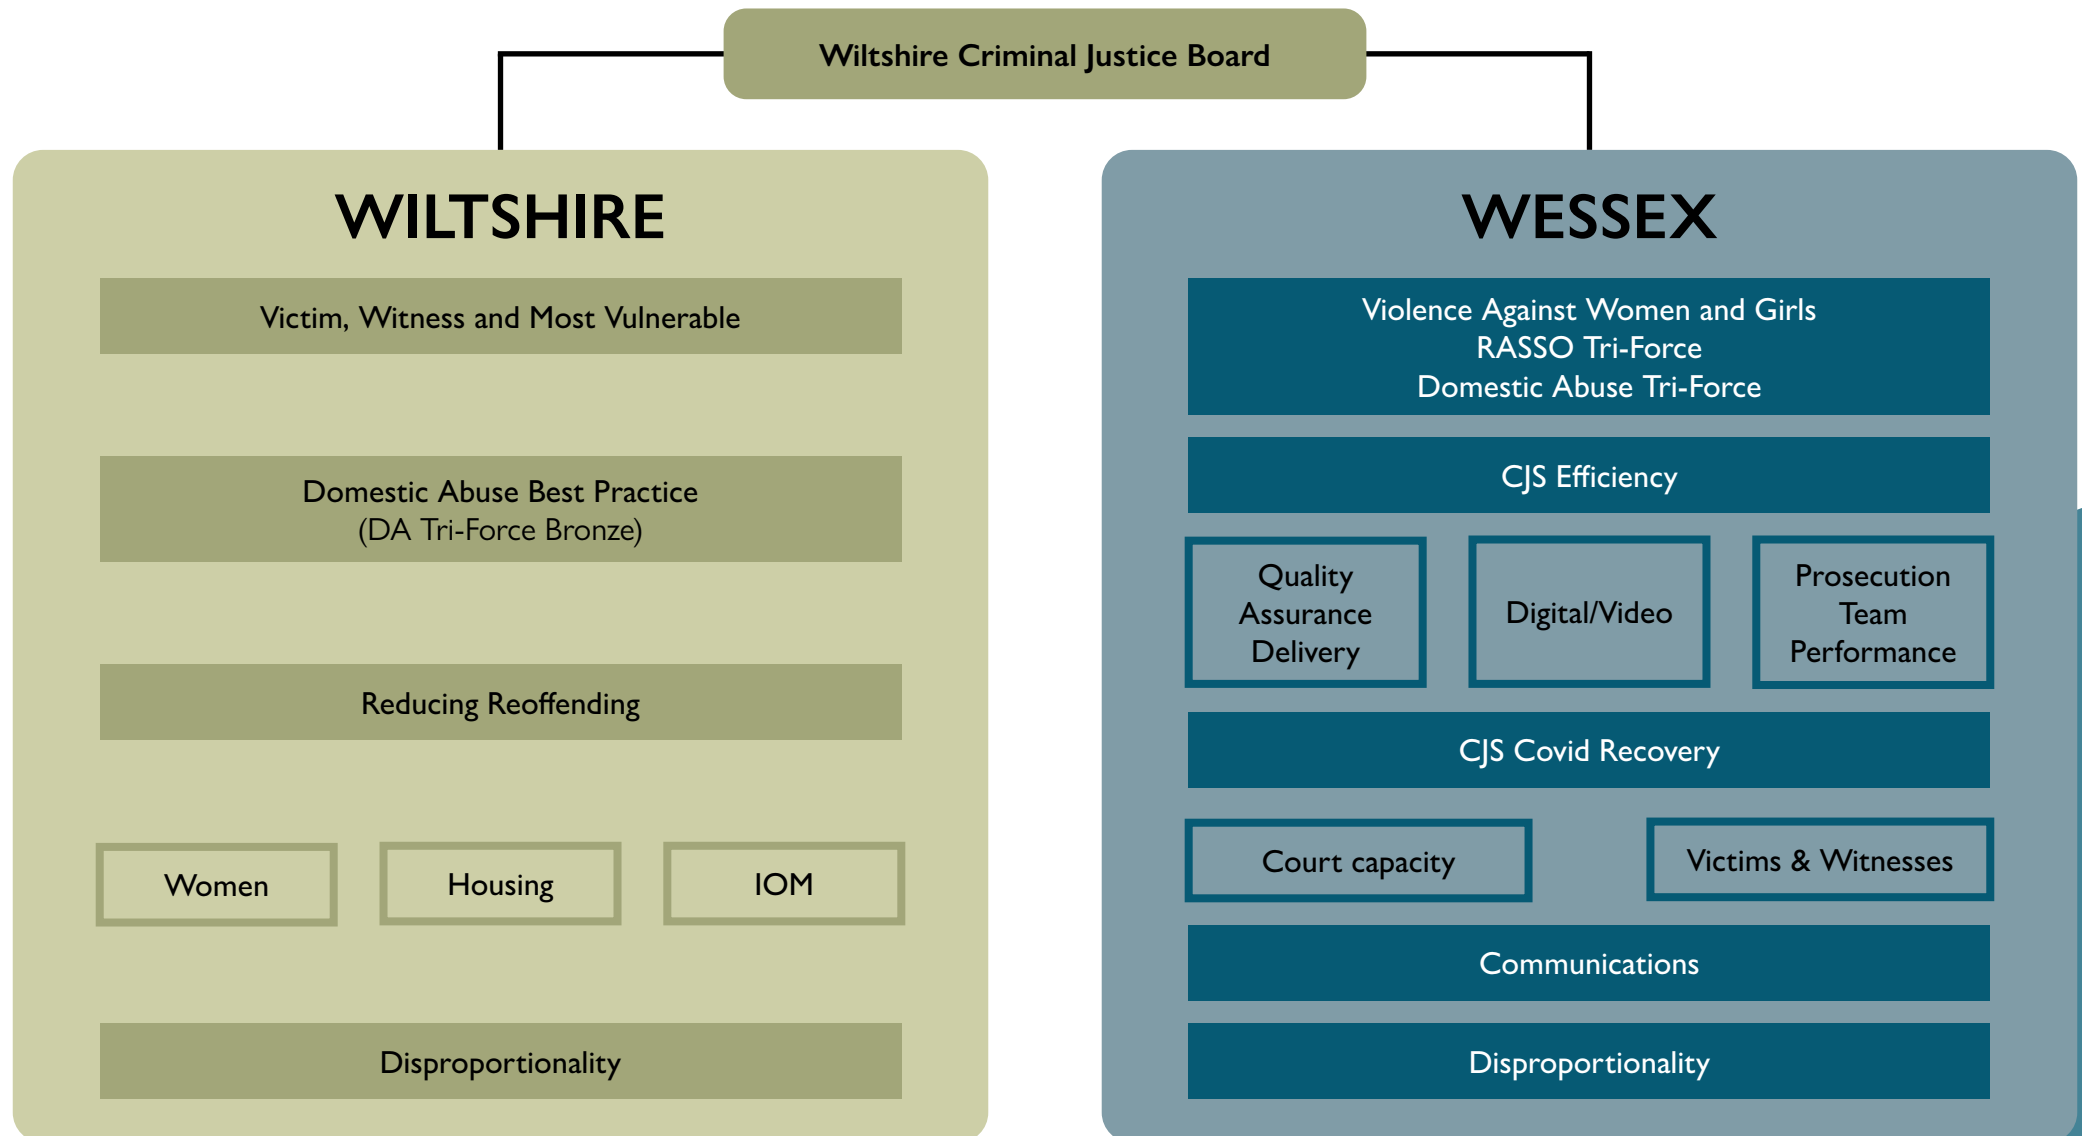 Wiltshire Criminal Justice Board
WILTSHIRE
Victim, Witness and Most Vulnerable
Domestic Abuse Best Practice
(DA Tri-Force Bronze)
Reducing Reoffending
Women
Housing
IOM
Disproportionality
WESSEX
Violence Against Women and Girls
RASSO Tri-Force
Domestic Abuse Tri-Force
CJS Efficiency
Quality
Assurance
Delivery
Digital/Video
Prosecution
Team
Performance
CJS Covid Recovery
Court capacity
Victims & Witnesses
Communications
Disproportionality